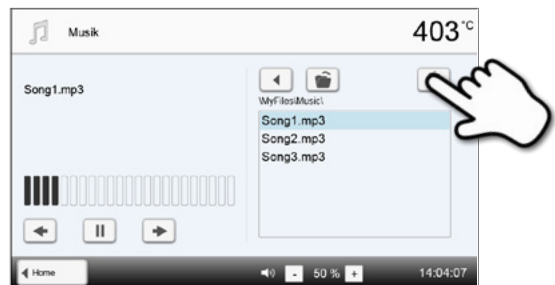 Musik
403 °C
Song1.mp3
\MyFiles\Music\
Song1.mp3
Song2.mp3
Song3.mp3
Home
- 50 % +
14:04:07